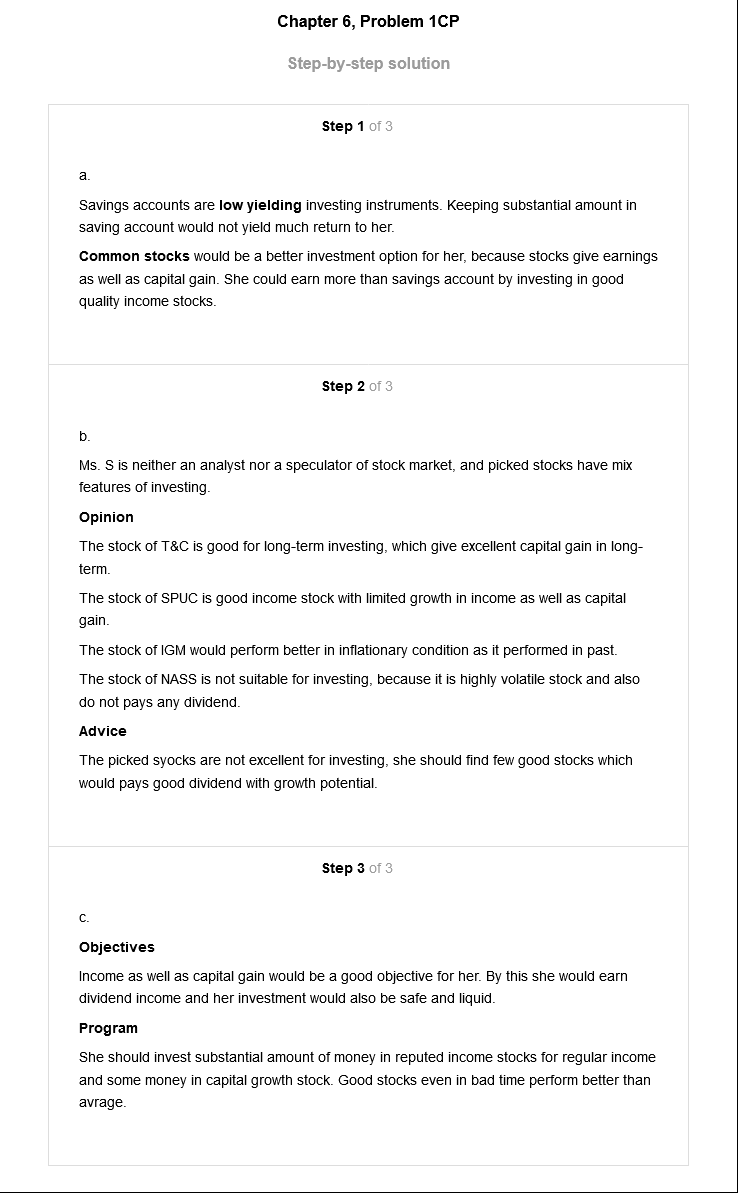 Chapter 6, Problem 1CP
Step-by-step solution
Step 1 of 3
a.
Savings accounts are low yielding investing instruments. Keeping substantial amount in
saving account would not yield much return to her.
Common stocks would be a better investment option for her, because stocks give earnings
as well as capital gain. She could earn more than savings account by investing in good
quality income stocks.
Step 2 of 3
b.
Ms. S is neither an analyst nor a speculator of stock market, and picked stocks have mix
features of investing.
Opinion
The stock of T&C is good for long-term investing, which give excellent capital gain in long-
term.
The stock of SPUC is good income stock with limited growth in income as well as capital
gain.
The stock of IGM would perform better in inflationary condition as it performed in past.
The stock of NASS is not suitable for investing, because it is highly volatile stock and also
do not pays any dividend.
Advice
The picked syocks are not excellent for investing, she should find few good stocks which
would pays good dividend with growth potential.
Step 3 of 3
c.
Objectives
Income as well as capital gain would be a good objective for her. By this she would earn
dividend income and her investment would also be safe and liquid.
Program
She should invest substantial amount of money in reputed income stocks for regular income
and some money in capital growth stock. Good stocks even in bad time perform better than
avrage.